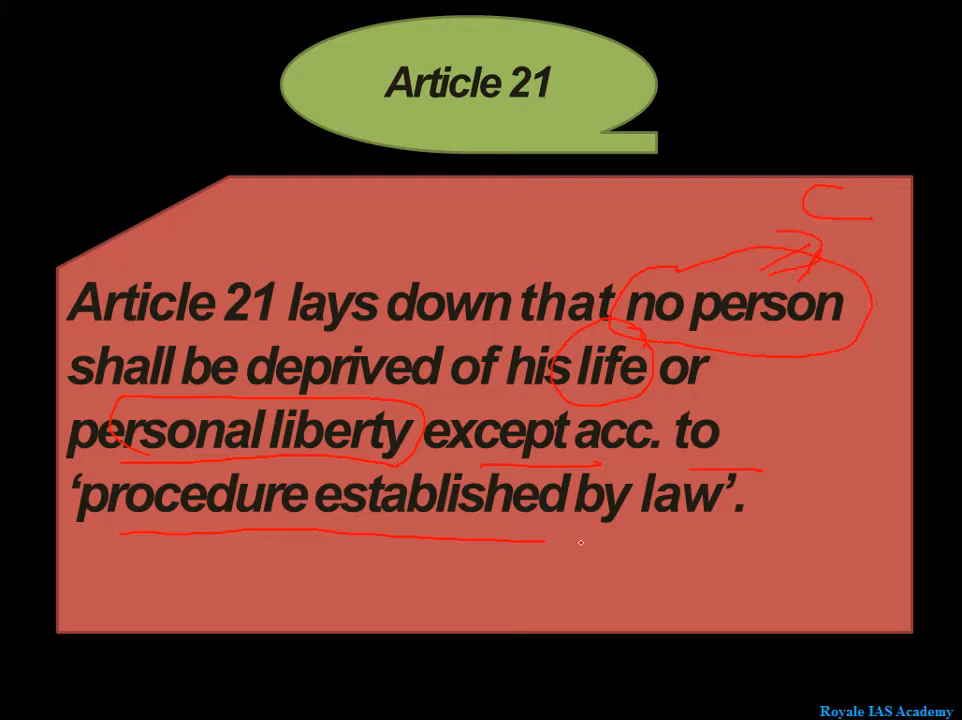 Article 21
Article 21 lays down that no person
shall be deprived of his life or
personal liberty except acc. to
‘procedure established by law’.
Royale IAS Academy